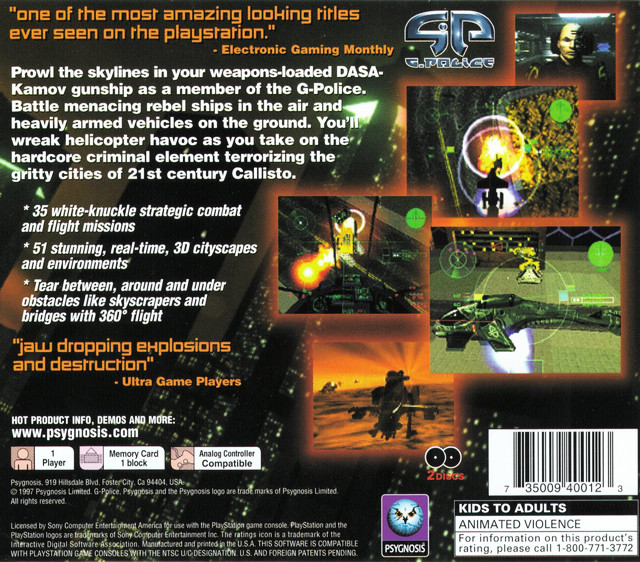 "one of the most amazing looking titles
ever seen on the playstation."
- Electronic Gaming Monthly
G-POLICE
Prowl the skylines in your weapons-loaded DASA-
Kamov gunship as a member of the G-Police.
Battle menacing rebel ships in the air and
heavily armed vehicles on the ground. You'll
wreak helicopter havoc as you take on the
hardcore criminal element terrorizing the
gritty cities of 21st century Callisto.
* 35 white-knuckle strategic combat
and flight missions
* 51 stunning, real-time, 3D cityscapes
and environments
* Tear between, around and under
obstacles like skyscrapers and
bridges with 360° flight
"jaw dropping explosions
and destruction"
- Ultra Game Players
HOT PRODUCT INFO, DEMOS AND MORE:
www.psygnosis.com
1
Player
Memory Card
1 block
Analog Controller
Compatible
2 DISCS
Psygnosis, 919 Hillsdale Blvd, Foster City, Ca 94404, USA.
© 1997 Psygnosis Limited. G-Police, Psygnosis and the Psygnosis logo are trade marks of Psygnosis Limited.
All rights reserved.
Licensed by Sony Computer Entertainment America for use with the PlayStation game console. PlayStation and the
PlayStation logos are trademarks of Sony Computer Entertainment Inc. The ratings icon is a trademark of the
Interactive Digital Software Association. Manufactured and printed in the U.S.A. THIS SOFTWARE IS COMPATIBLE
WITH PLAYSTATION GAME CONSOLES WITH THE NTSC U/C DESIGNATION. U.S. AND FOREIGN PATENTS PENDING.
PSYGNOSIS
7 35009 40012 3
KIDS TO ADULTS
ANIMATED VIOLENCE
For information on this product's
rating, please call 1-800-771-3772